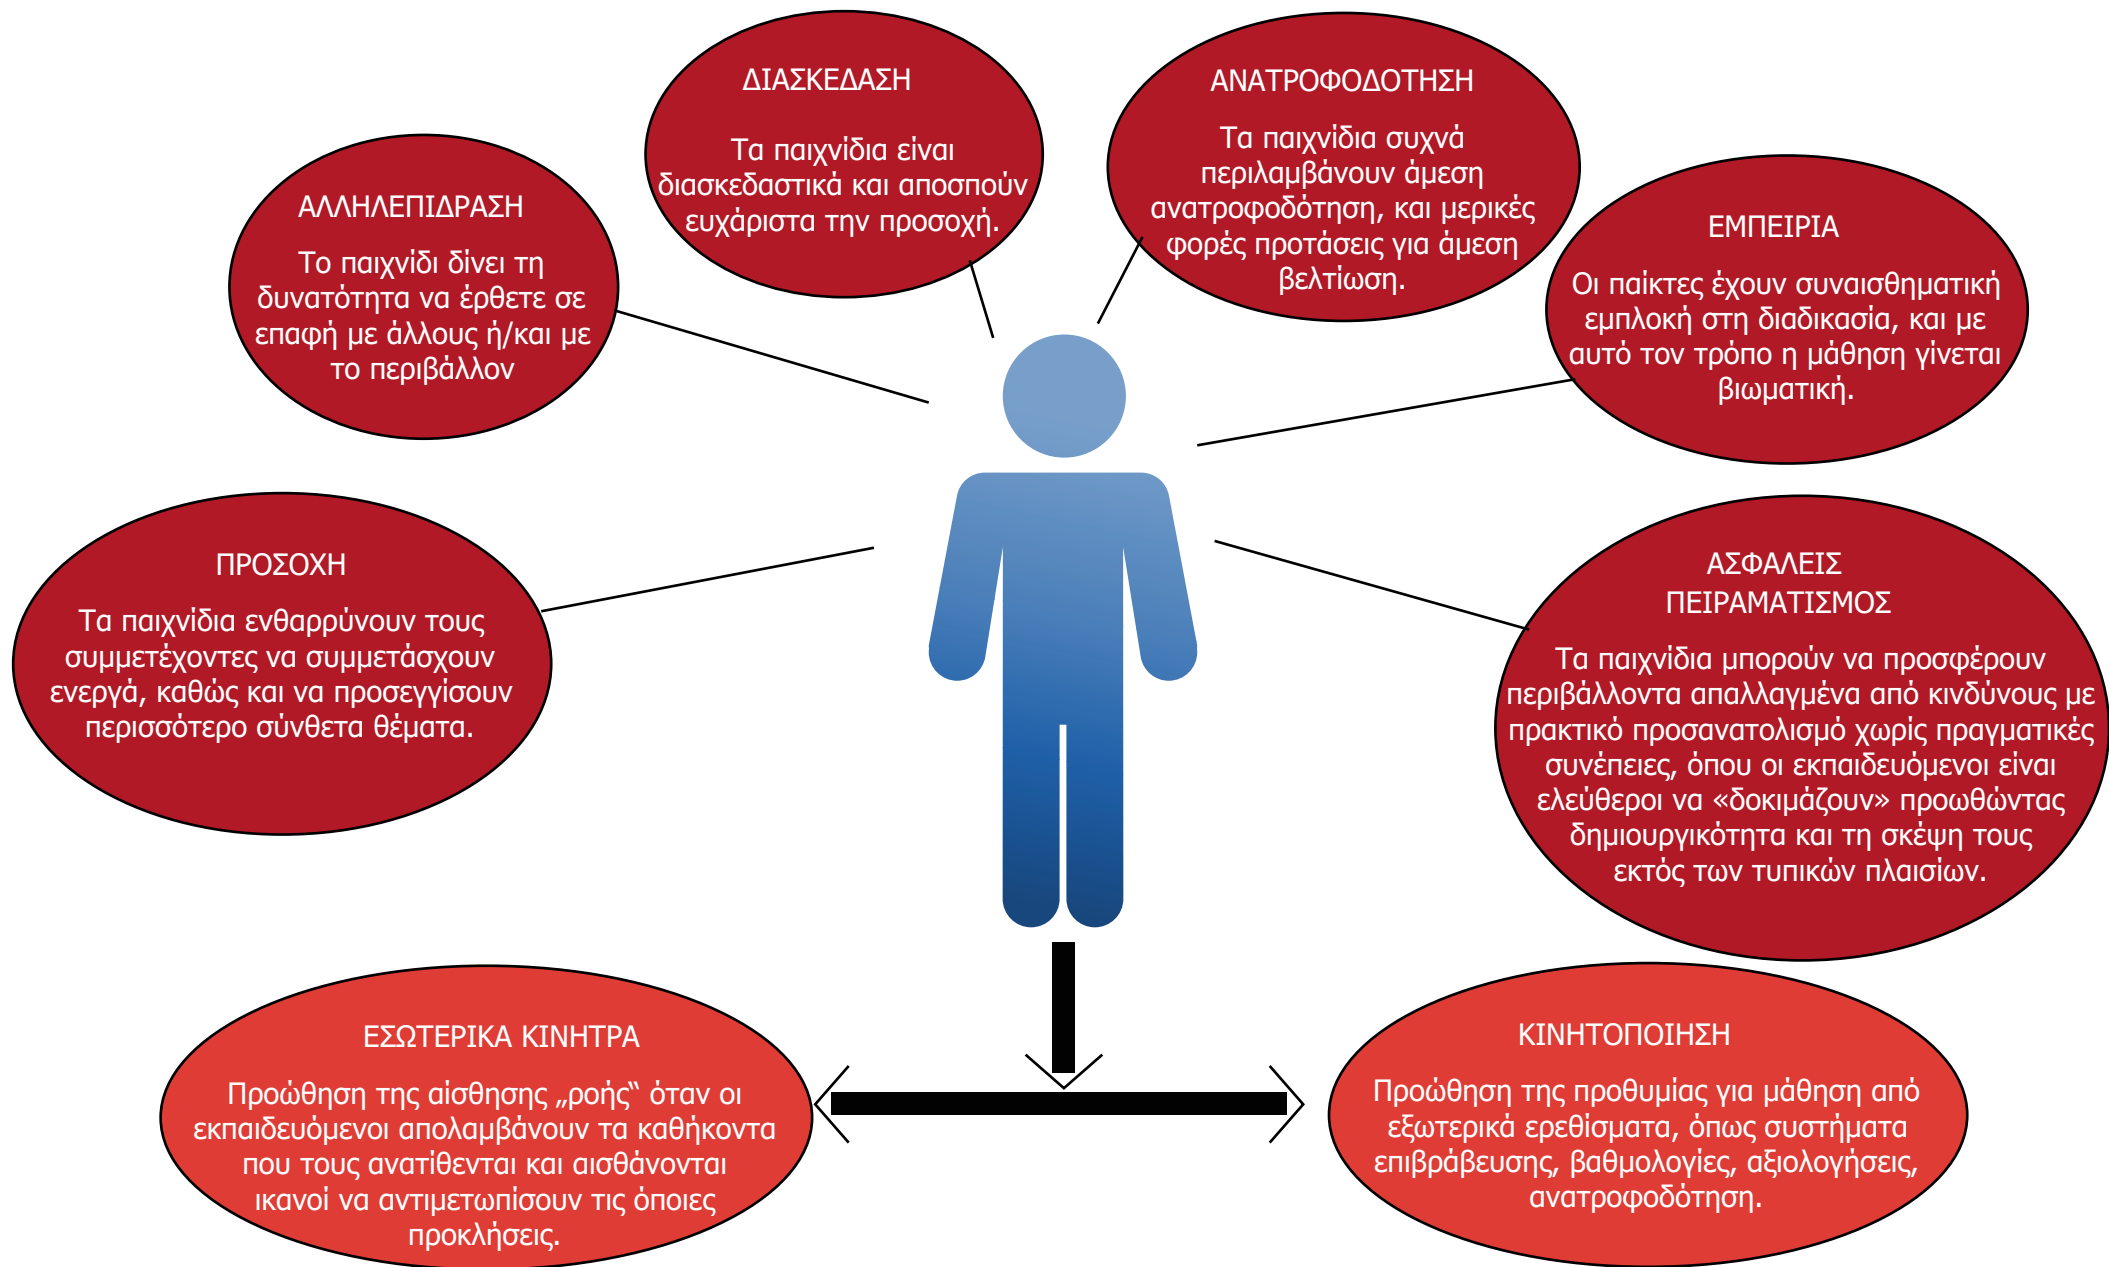 ΔΙΑΣΚΕΔΑΣΗ
Τα παιχνίδια είναι
διασκεδαστικά και αποσπούν
ευχάριστα την προσοχή.
ΑΝΑΤΡΟΦΟΔΟΤΗΣΗ
Τα παιχνίδια συχνά
περιλαμβάνουν άμεση
ανατροφοδότηση, και μερικές
φορές προτάσεις για άμεση
βελτίωση.
ΑΛΛΗΛΕΠΙΔΡΑΣΗ
Το παιχνίδι δίνει τη
δυνατότητα να έρθετε σε
επαφή με άλλους ή/και με
το περιβάλλον
ΕΜΠΕΙΡΙΑ
Οι παίκτες έχουν συναισθηματική
εμπλοκή στη διαδικασία, και με
αυτό τον τρόπο η μάθηση γίνεται
βιωματική.
ΠΡΟΣΟΧΗ
Τα παιχνίδια ενθαρρύνουν τους
συμμετέχοντες να συμμετάσχουν
ενεργά, καθώς και να προσεγγίσουν
περισσότερο σύνθετα θέματα.
ΑΣΦΑΛΕΙΣ
ΠΕΙΡΑΜΑΤΙΣΜΟΣ
Τα παιχνίδια μπορούν να προσφέρουν
περιβάλλοντα απαλλαγμένα από κινδύνους με
πρακτικό προσανατολισμό χωρίς πραγματικές
συνέπειες, όπου οι εκπαιδευόμενοι είναι
ελεύθεροι να «δοκιμάζουν» προωθώντας
δημιουργικότητα και τη σκέψη τους
εκτός των τυπικών πλαισίων.
ΕΣΩΤΕΡΙΚΑ ΚΙΝΗΤΡΑ
Προώθηση της αίσθησης „ροής“ όταν οι
εκπαιδευόμενοι απολαμβάνουν τα καθήκοντα
που τους ανατίθενται και αισθάνονται
ικανοί να αντιμετωπίσουν τις όποιες
προκλήσεις.
ΚΙΝΗΤΟΠΟΙΗΣΗ
Προώθηση της προθυμίας για μάθηση από
εξωτερικά ερεθίσματα, όπως συστήματα
επιβράβευσης, βαθμολογίες, αξιολογήσεις,
ανατροφοδότηση.